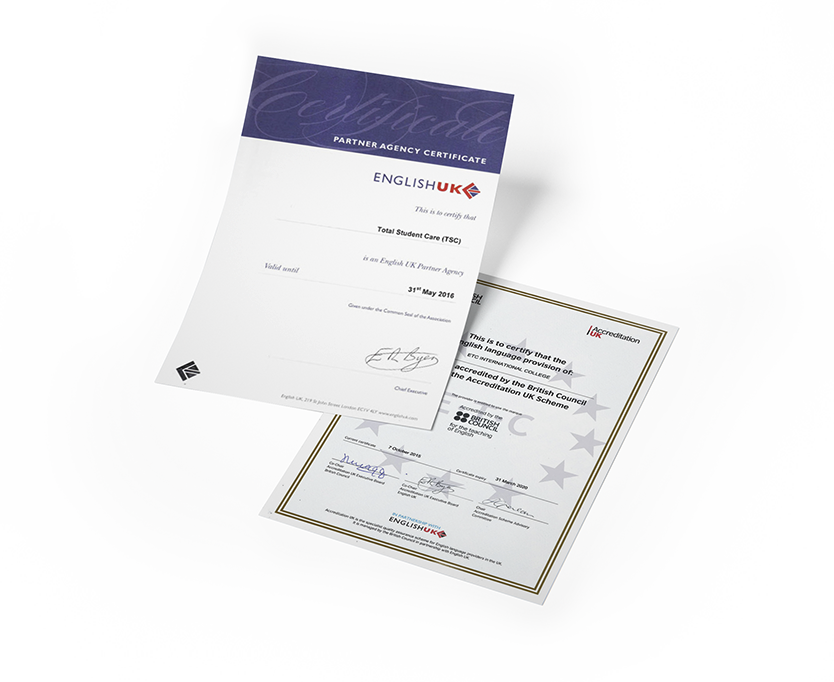 Certificate
PARTNER AGENCY CERTIFICATE
ENGLISHUK
This is to certify that
Total Student Care (TSC)
is an English UK Partner Agency
Valid until
31st May 2016
Given under the Common Seal of the Association
Chief Executive
English UK, 219 St John Street London EC1V 4LY www.englishuk.com
COUNCIL
Accreditation
UK
This is to certify that the
nglish language provision of:
ETC INTERNATIONAL COLLEGE
accredited by the British Council
the Accreditation UK Scheme
Accredited by the
BRITISH
COUNCIL
for the teaching
of English
Current certificate
7 October 2015
Certificate expiry
31 March 2020
Co-Chair
Accreditation UK Executive Board
British Council
Co-Chair
Accreditation UK Executive Board
English UK
Chair
Accreditation Scheme Advisory
Committee
IN PARTNERSHIP WITH
ENGLISHUK
Accreditation UK is the specialist quality assurance scheme for English language providers in the UK.
It is managed by the British Council in partnership with English UK.